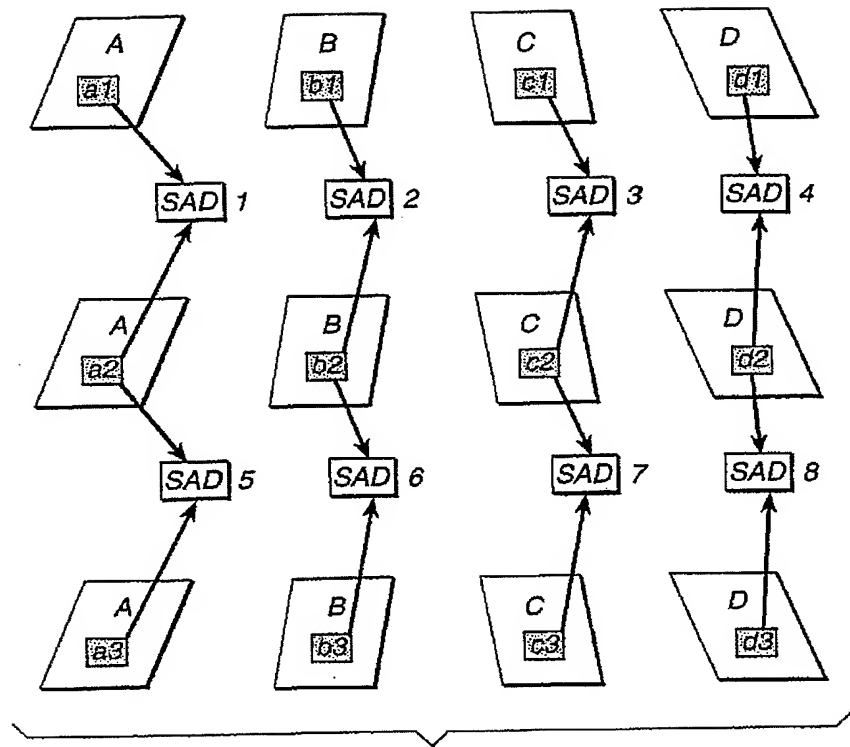 A B C D
a1 b1 c1 d1
SAD 1 SAD 2 SAD 3 SAD 4
A B C D
a2 b2 c2 d2
SAD 5 SAD 6 SAD 7 SAD 8
A B C D
a3 b3 c3 d3